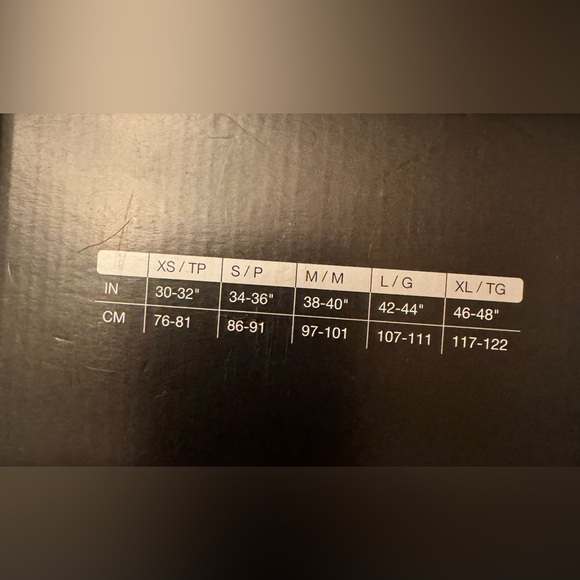 XS / TP S / P M / M L / G XL / TG
IN 30-32" 34-36" 38-40" 42-44" 46-48"
CM 76-81 86-91 97-101 107-111 117-122